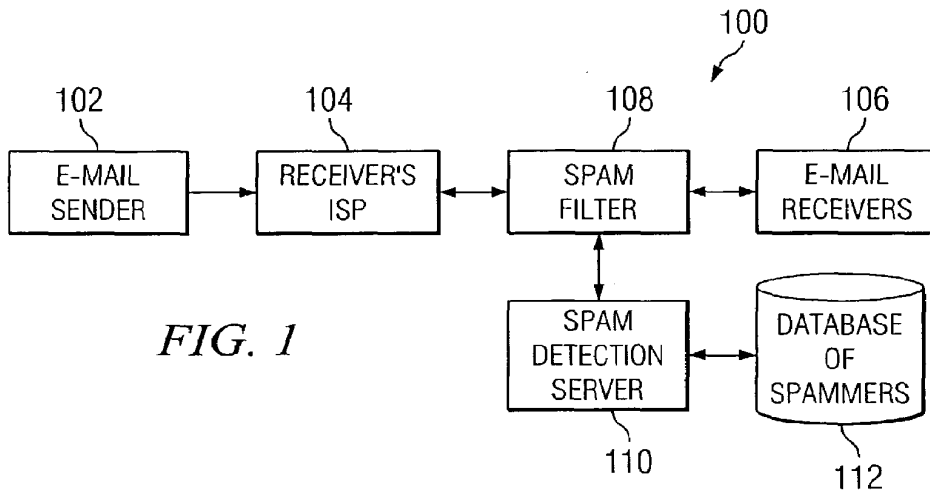 100
102
104
108
106
E-MAIL
SENDER
RECEIVER'S
ISP
SPAM
FILTER
E-MAIL
RECEIVERS
FIG. 1
SPAM
DETECTION
SERVER
DATABASE
OF
SPAMMERS
110
112